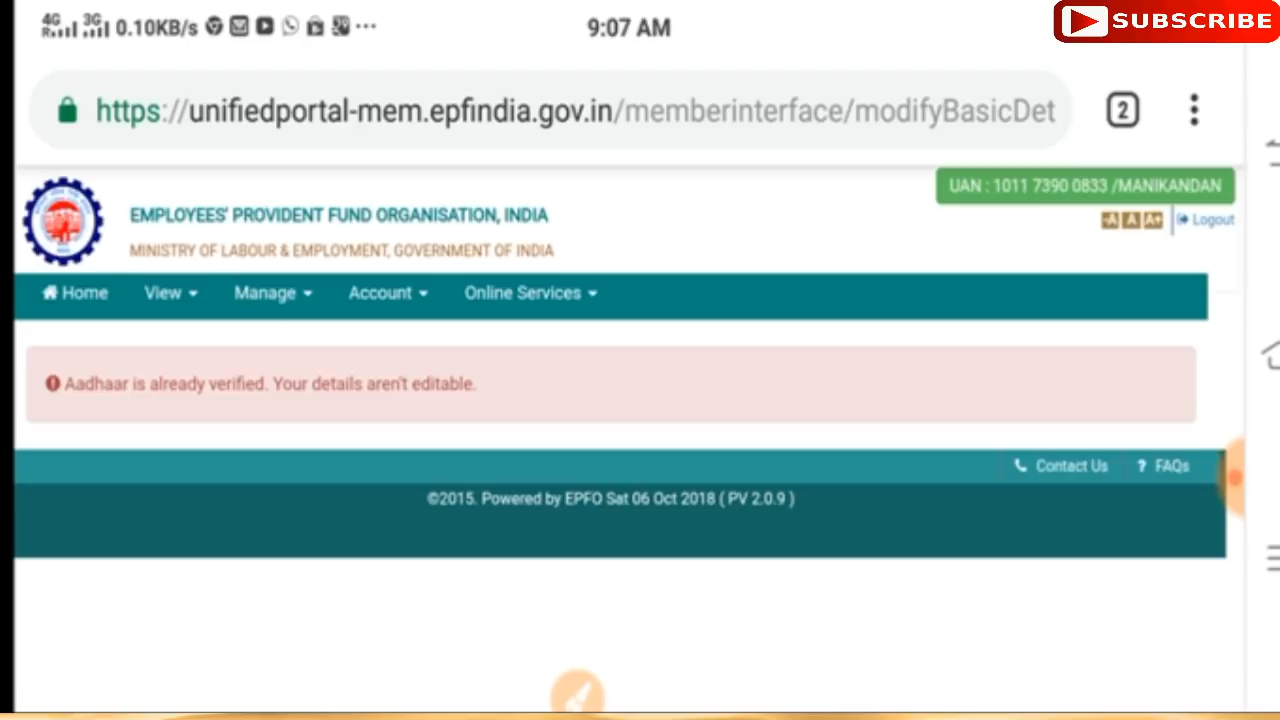 4G 3G 0.10KB/s 9:07 AM
SUBSCRIBE
https://unifiedportal-mem.epfindia.gov.in/memberinterface/modifyBasicDet
2
UAN : 1011 7390 0833 /MANIKANDAN
EMPLOYEES' PROVIDENT FUND ORGANISATION, INDIA
-A A A+ Logout
MINISTRY OF LABOUR & EMPLOYMENT, GOVERNMENT OF INDIA
Home View Manage Account Online Services
Aadhaar is already verified. Your details aren't editable.
Contact Us ? FAQs
©2015. Powered by EPFO Sat 06 Oct 2018 ( PV 2.0.9 )